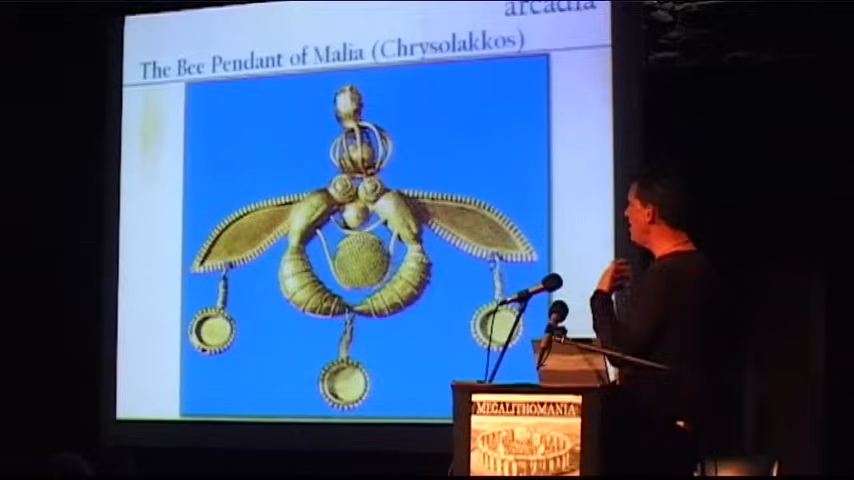 arcadia
The Bee Pendant of Malia (Chrysolakkos)
MEGALITHOMANIA